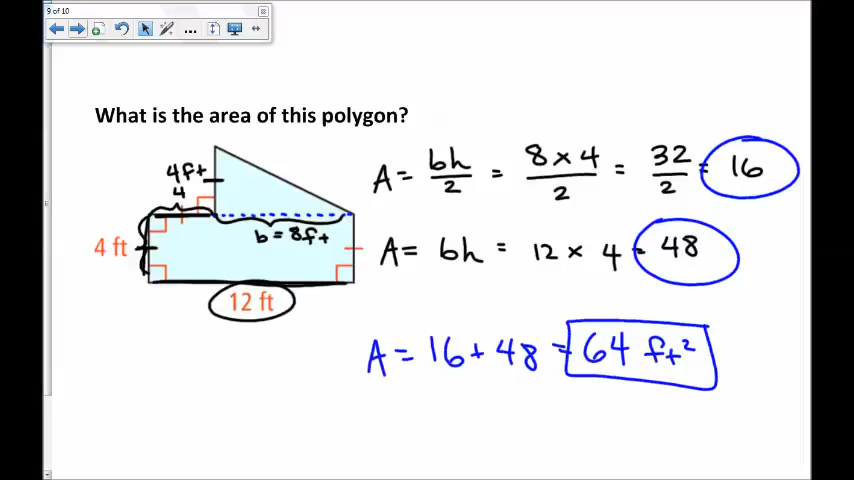 9 of 10
What is the area of this polygon?
4ft
4
A = bh/2 = 8 × 4/2 = 32/2 = 16
b = 8ft
4 ft
A = bh = 12 × 4 = 48
12 ft
A = 16 + 48 = 64 ft²